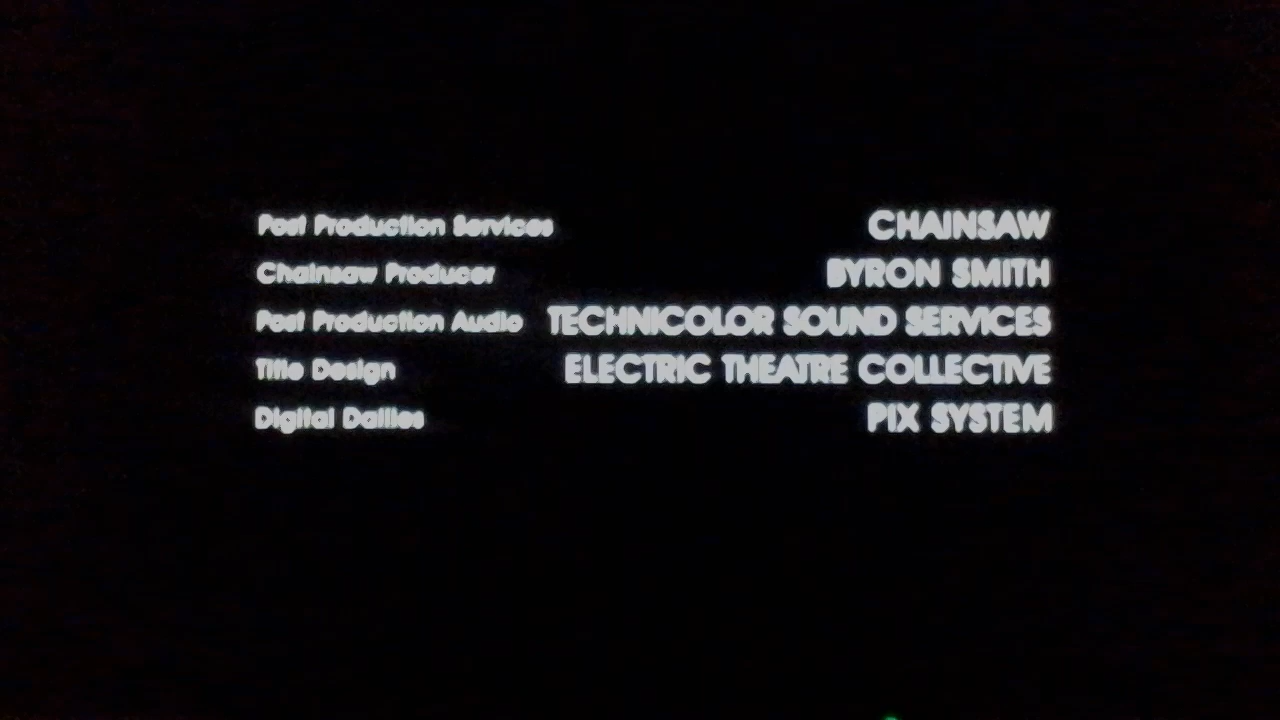 Post Production Services CHAINSAW
Chainsaw Producer BYRON SMITH
Post Production Audio TECHNICOLOR SOUND SERVICES
Title Design ELECTRIC THEATRE COLLECTIVE
Digital Dailies PIX SYSTEM